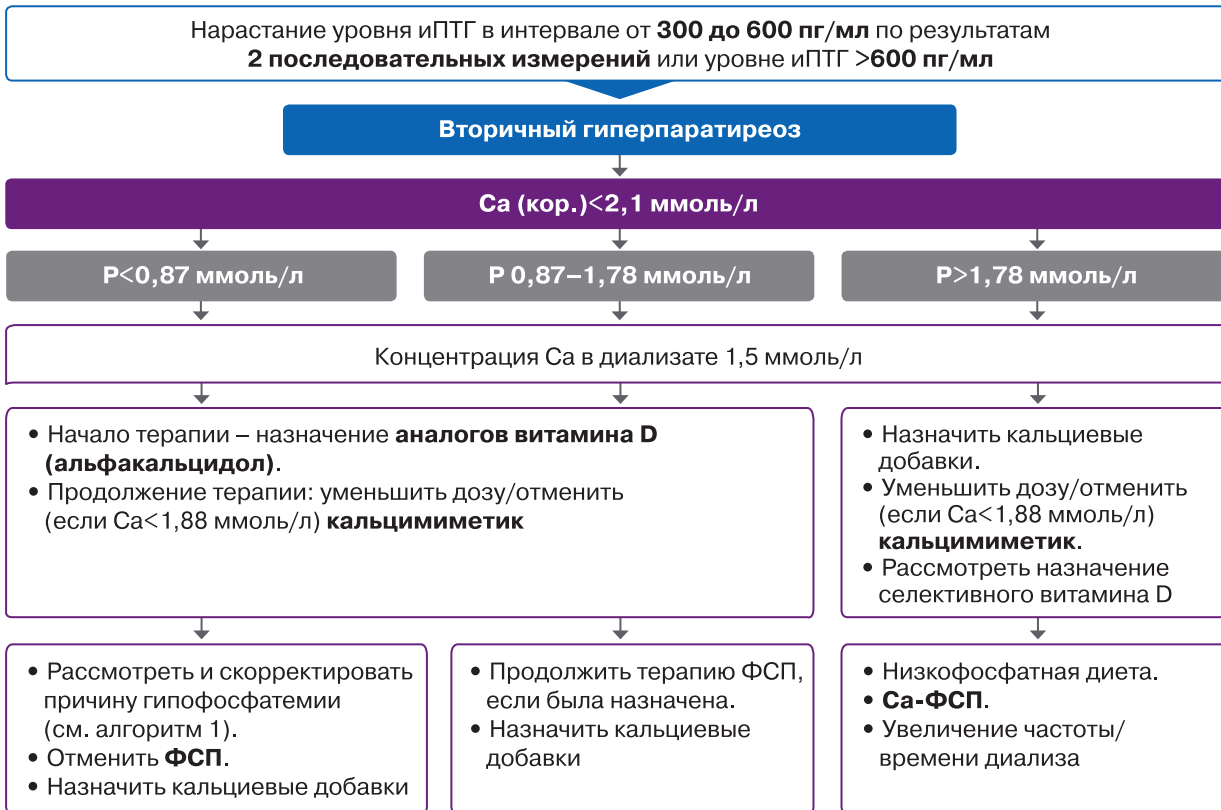 Нарастание уровня иПТГ в интервале от 300 до 600 пг/мл по результатам
2 последовательных измерений или уровне иПТГ >600 пг/мл
Вторичный гиперпаратиреоз
Ca (кор.)<2,1 ммоль/л
P<0,87 ммоль/л
P 0,87–1,78 ммоль/л
P>1,78 ммоль/л
Концентрация Ca в диализате 1,5 ммоль/л
• Начало терапии – назначение аналогов витамина D
(альфакальцидол).
• Продолжение терапии: уменьшить дозу/отменить
(если Ca<1,88 ммоль/л) кальцимиметик
• Назначить кальциевые
добавки.
• Уменьшить дозу/отменить
(если Ca<1,88 ммоль/л)
кальцимиметик.
• Рассмотреть назначение
селективного витамина D
• Рассмотреть и скорректировать
причину гипофосфатемии
(см. алгоритм 1).
• Отменить ФСП.
• Назначить кальциевые добавки
• Продолжить терапию ФСП,
если была назначена.
• Назначить кальциевые
добавки
• Низкофосфатная диета.
• Ca-ФСП.
• Увеличение частоты/
времени диализа